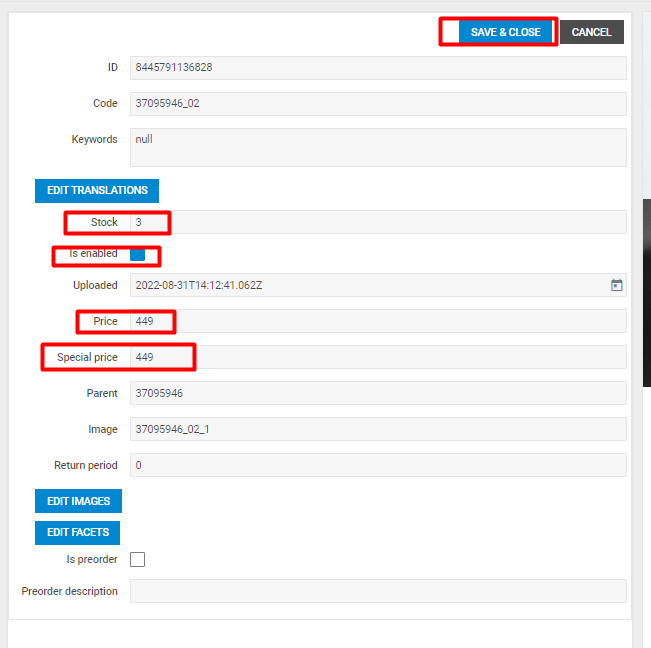 SAVE & CLOSE CANCEL
ID 8445791136828
Code 37095946_02
Keywords null
EDIT TRANSLATIONS
Stock 3
Is enabled
Uploaded 2022-08-31T14:12:41.062Z
Price 449
Special price 449
Parent 37095946
Image 37095946_02_1
Return period 0
EDIT IMAGES
EDIT FACETS
Is preorder
Preorder description